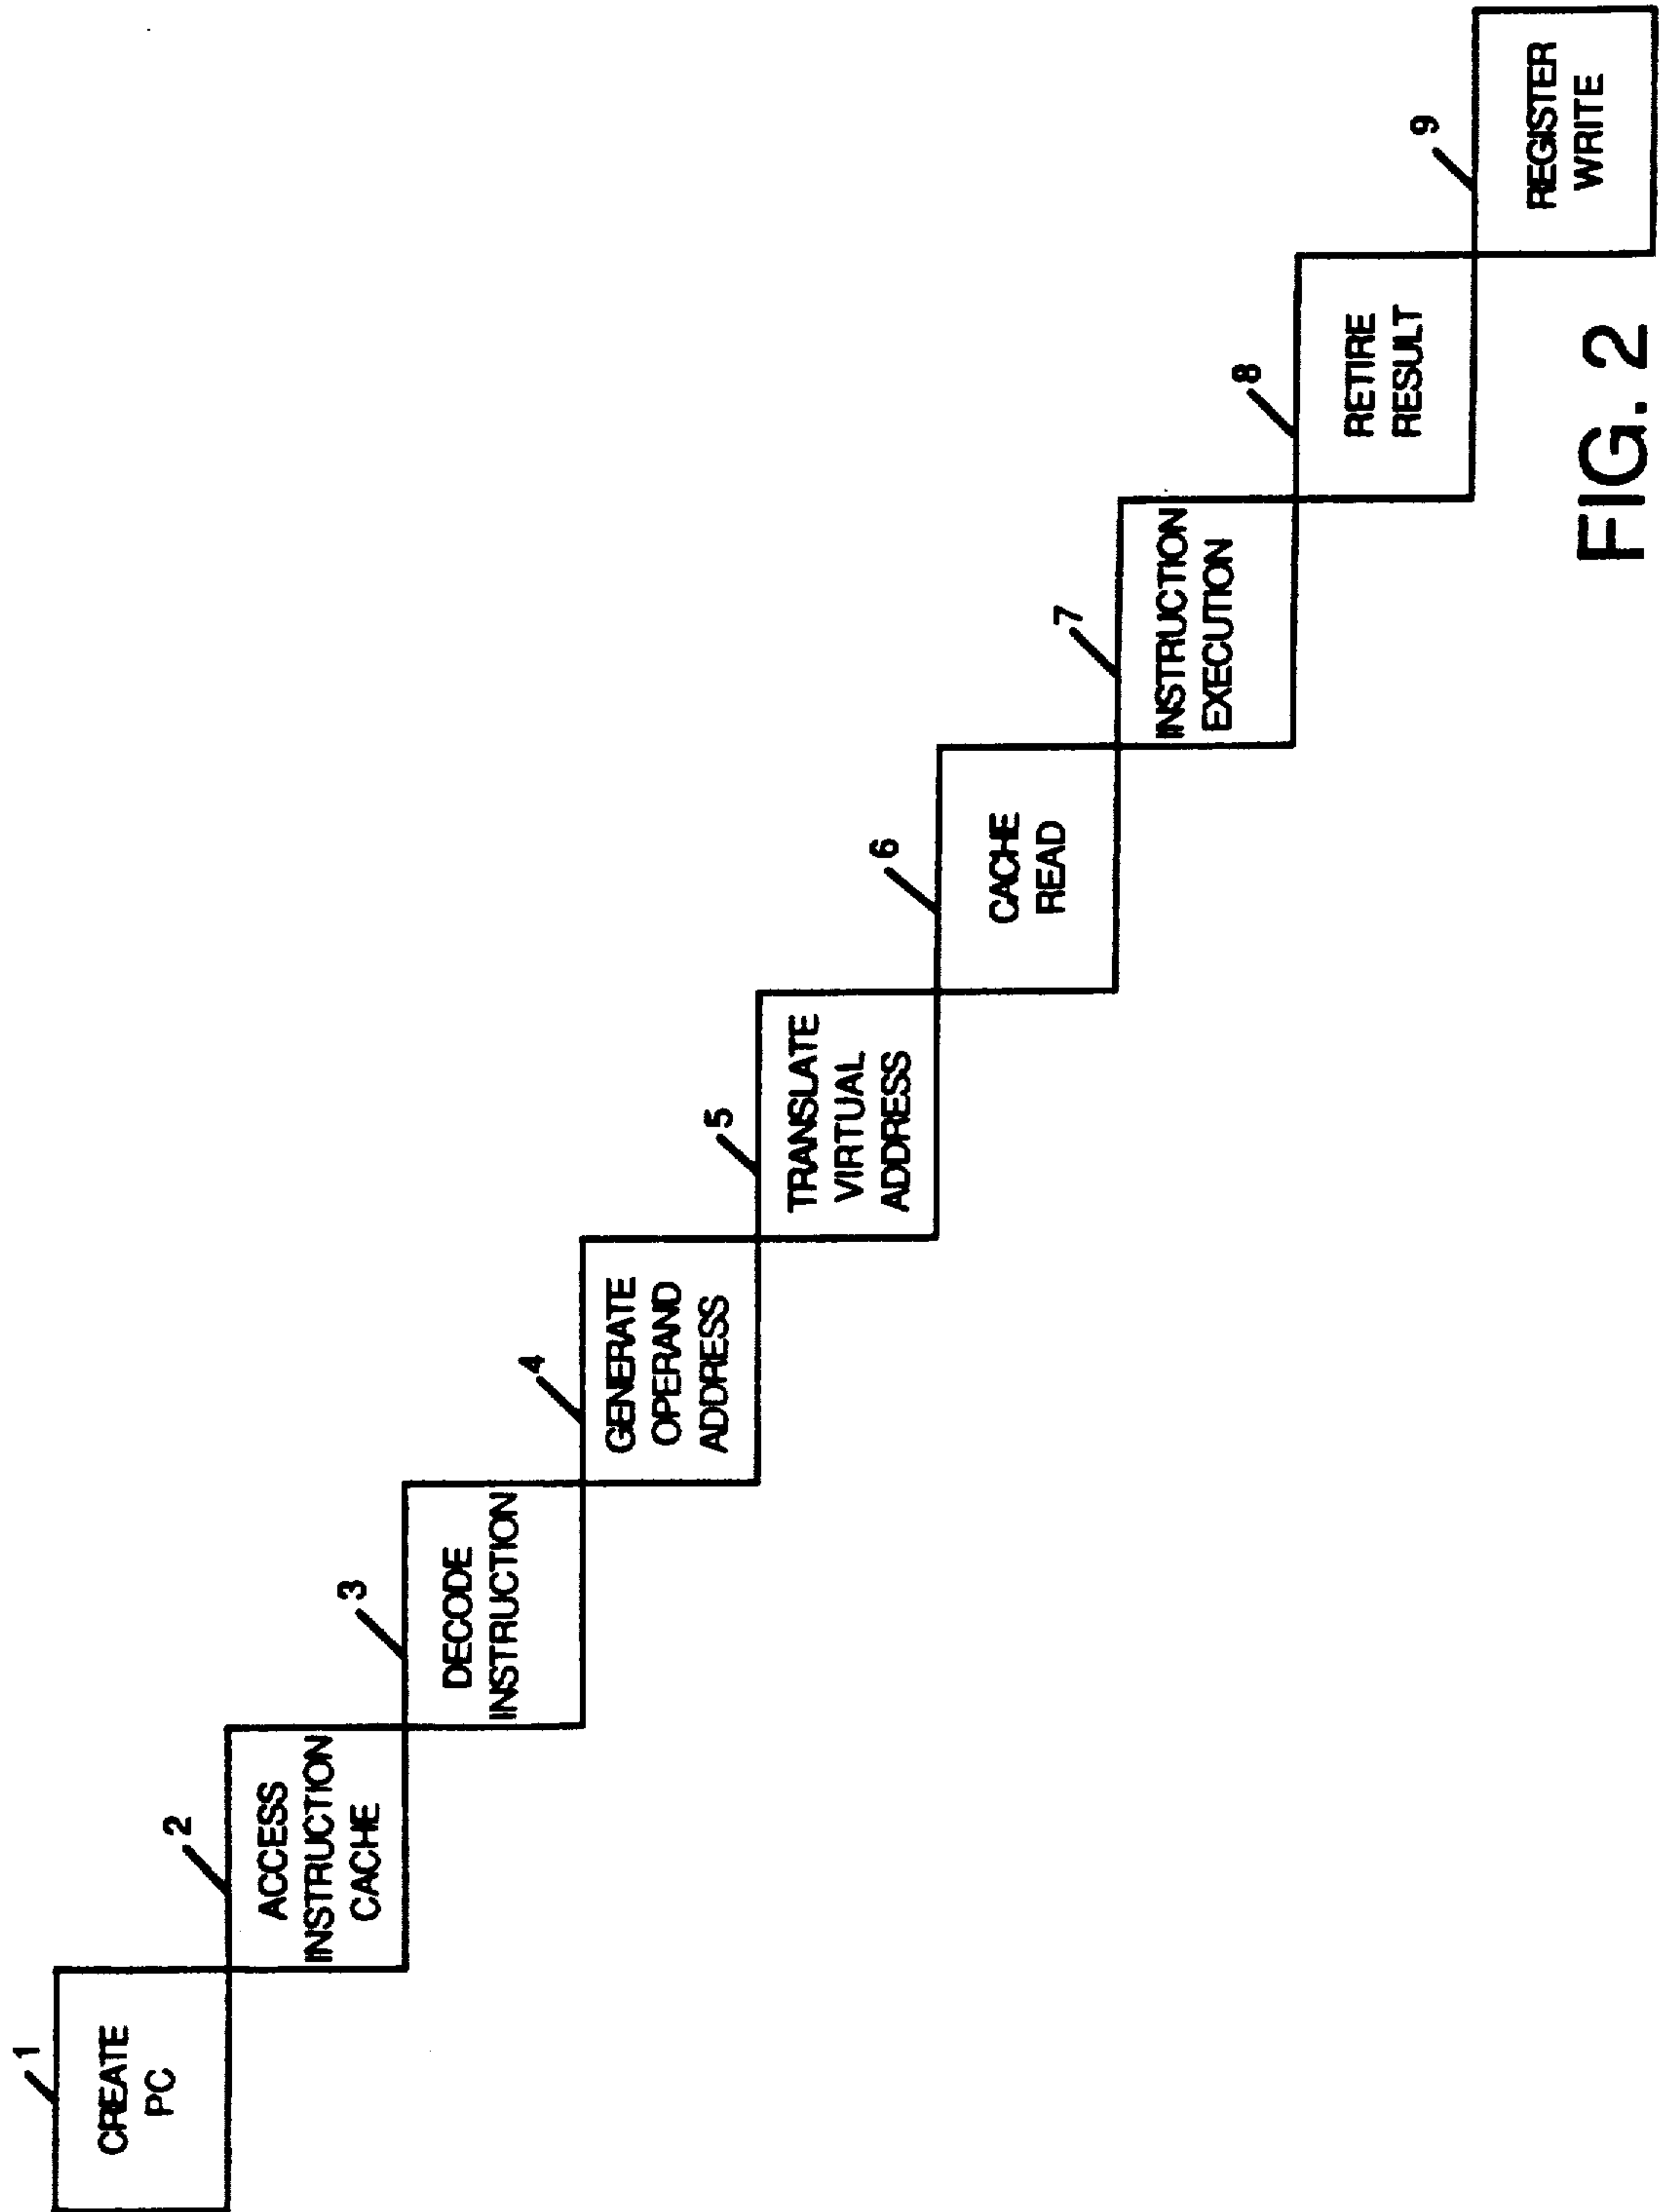 1
CREATE
PC
2
ACCESS
INSTRUCTION
CACHE
3
DECODE
INSTRUCTION
4
GENERATE
OPERAND
ADDRESS
5
TRANSLATE
VIRTUAL
ADDRESS
6
CACHE
READ
7
INSTRUCTION
EXECUTION
8
RETIRE
RESULT
9
REGISTER
WRITE
FIG. 2